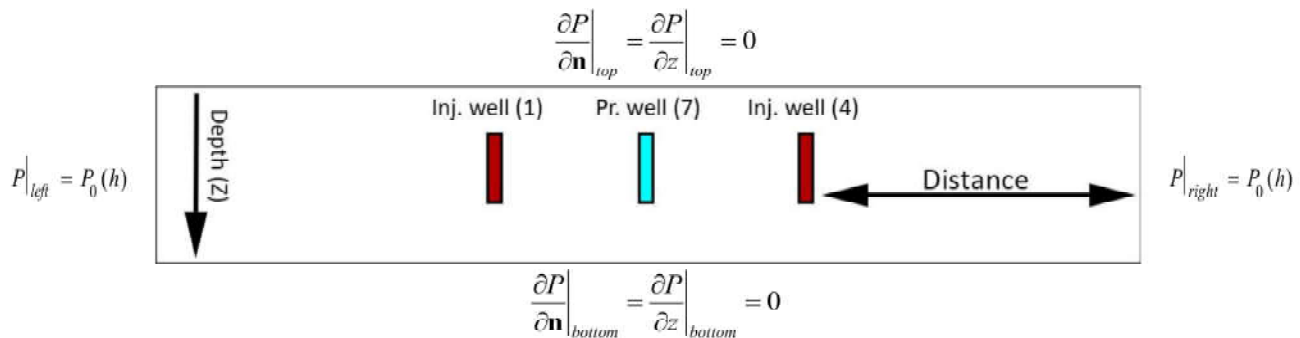 ∂P/∂n|top = ∂P/∂z|top = 0
Inj. well (1) Pr. well (7) Inj. well (4)
Depth (Z)
P|left = P0(h)
Distance
P|right = P0(h)
∂P/∂n|bottom = ∂P/∂z|bottom = 0